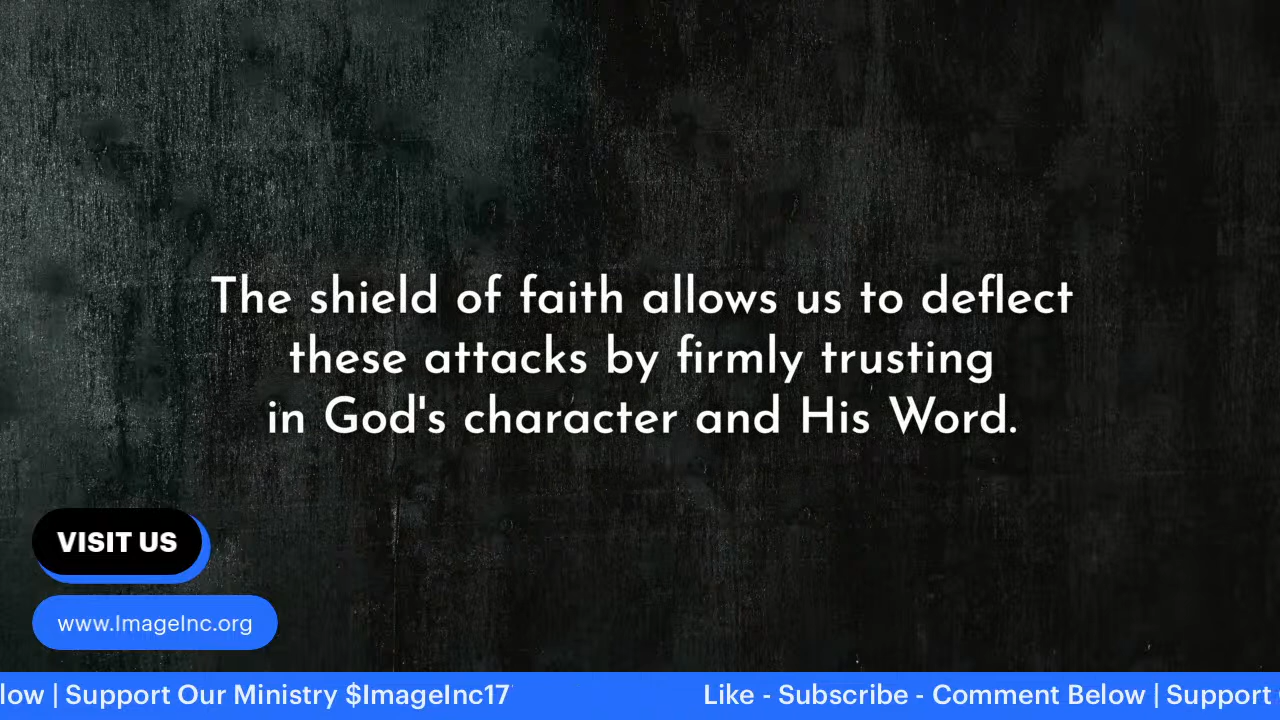 The shield of faith allows us to deflect
these attacks by firmly trusting
in God's character and His Word.
VISIT US
www.ImageInc.org
low | Support Our Ministry $ImageInc17 Like - Subscribe - Comment Below | Support